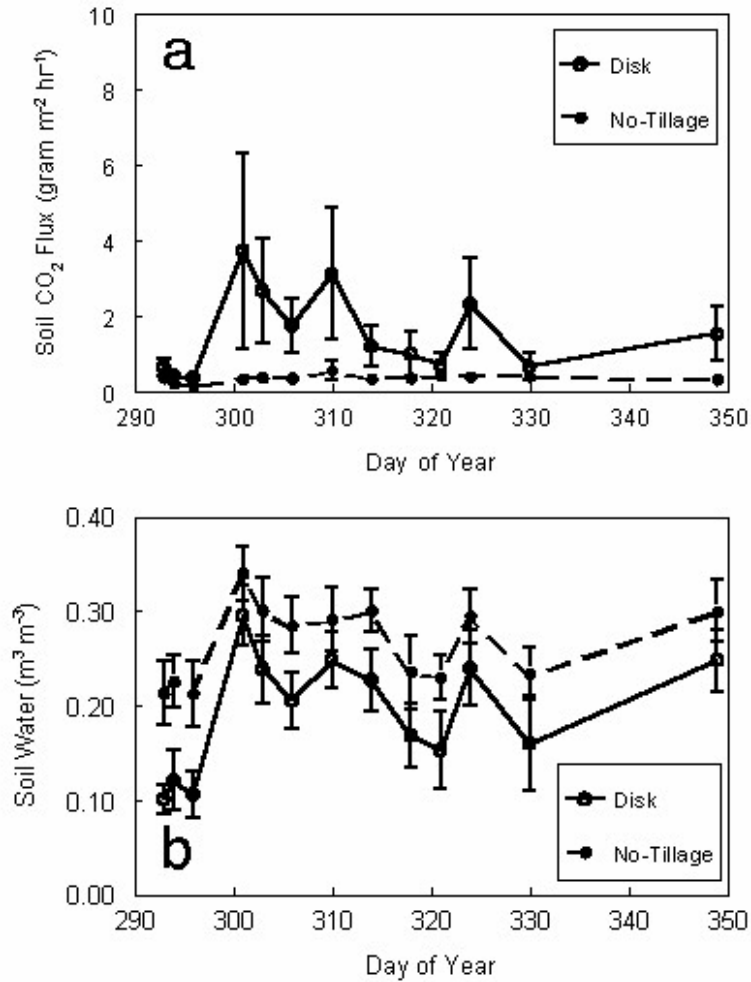 a
Soil CO₂ Flux (gram m⁻² hr⁻¹)
10
8
6
4
2
0
Disk
No-Tillage
290 300 310 320 330 340 350
Day of Year
b
Soil Water (m³ m⁻³)
0.40
0.30
0.20
0.10
0.00
Disk
No-Tillage
290 300 310 320 330 340 350
Day of Year